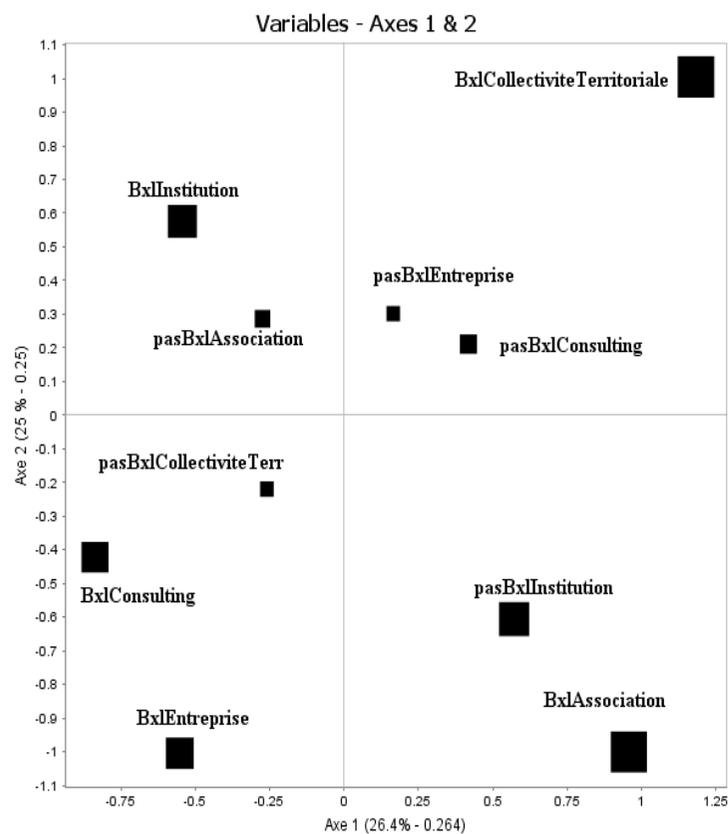 Variables - Axes 1 & 2
1.1
1
BxlCollectiviteTerritoriale
0.9
0.8
0.7
BxlInstitution
0.6
0.5
0.4
pasBxlEntreprise
0.3
pasBxlAssociation
0.2
pasBxlConsulting
0.1
0
-0.1
pasBxlCollectiviteTerr
-0.2
-0.3
-0.4
-0.5
BxlConsulting
pasBxlInstitution
-0.6
-0.7
-0.8
BxlAssociation
-0.9
BxlEntreprise
-1
-1.1
Axe 2 (25 % - 0.25)
-0.75 -0.5 -0.25 0 0.25 0.5 0.75 1 1.25
Axe 1 (26.4% - 0.264)